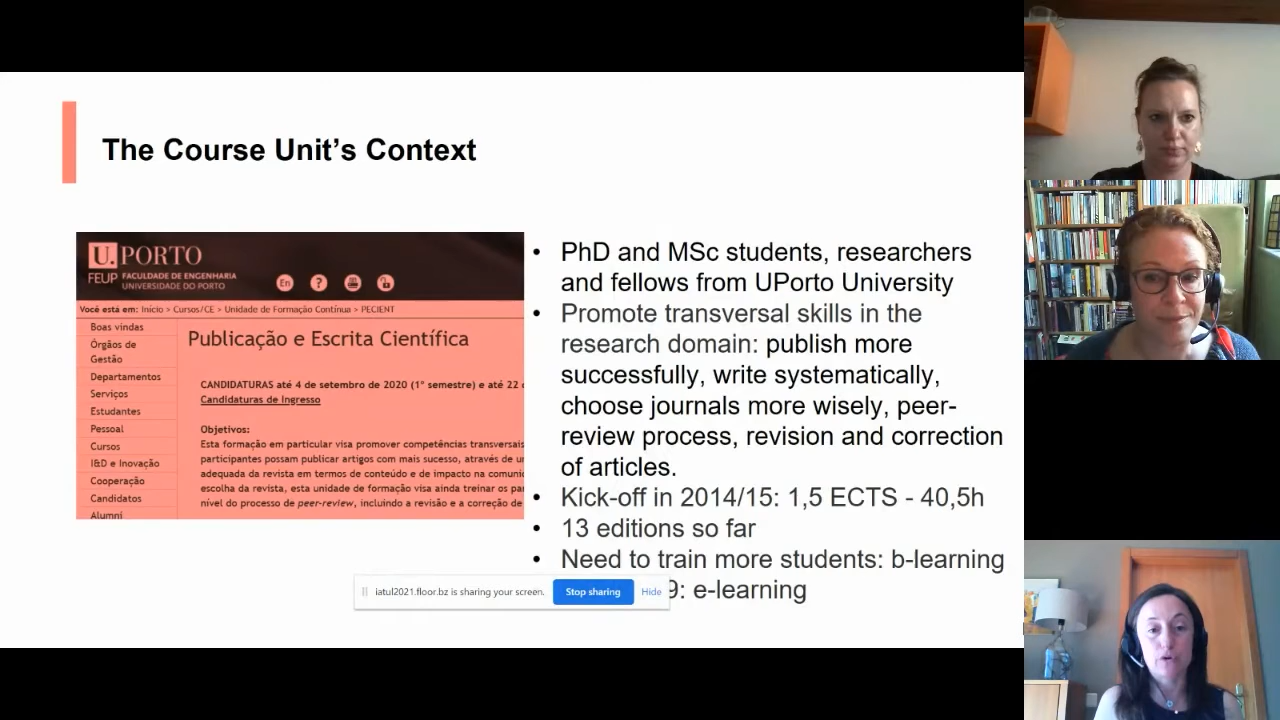 The Course Unit's Context
U. PORTO
FEUP FACULDADE DE ENGENHARIA
UNIVERSIDADE DO PORTO
En ?
Você está em: Início > Cursos/CE > Unidade de Formação Contínua > PECIENT
Boas vindas
Órgãos de
Gestão
Departamentos
Serviços
Estudantes
Pessoal
Cursos
I&D e Inovação
Cooperação
Candidatos
Alumni
Publicação e Escrita Científica
CANDIDATURAS até 4 de setembro de 2020 (1º semestre) e até 22
Candidaturas de Ingresso
Objetivos:
Esta formação em particular visa promover competências transversais
participantes possam publicar artigos com mais sucesso, através de
adequada da revista em termos de conteúdo e de impacto na
escolha da revista, esta unidade de formação visa ainda treinar os
nível do processo de peer-review, incluindo a revisão e a correção de
• PhD and MSc students, researchers
and fellows from UPorto University
• Promote transversal skills in the
research domain: publish more
successfully, write systematically,
choose journals more wisely, peer-
review process, revision and correction
of articles.
• Kick-off in 2014/15: 1,5 ECTS - 40,5h
• 13 editions so far
• Need to train more students: b-learning
9: e-learning
iatul2021.floor.bz is sharing your screen. Stop sharing Hide